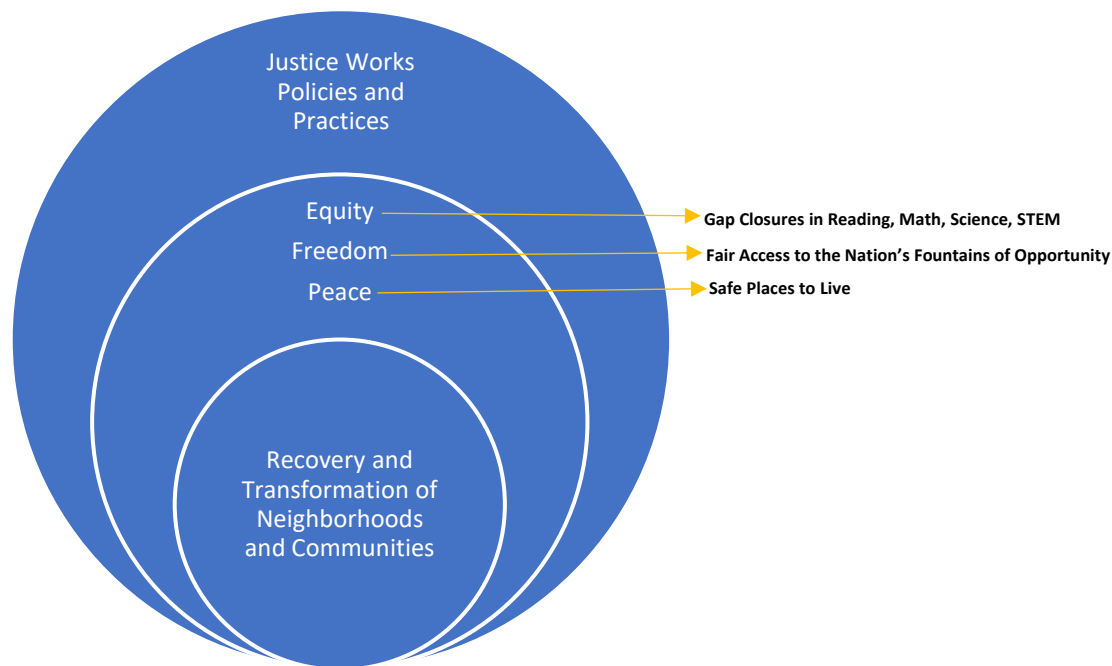 Justice Works
Policies and
Practices
Equity
Gap Closures in Reading, Math, Science, STEM
Freedom
Fair Access to the Nation’s Fountains of Opportunity
Peace
Safe Places to Live
Recovery and
Transformation of
Neighborhoods
and Communities